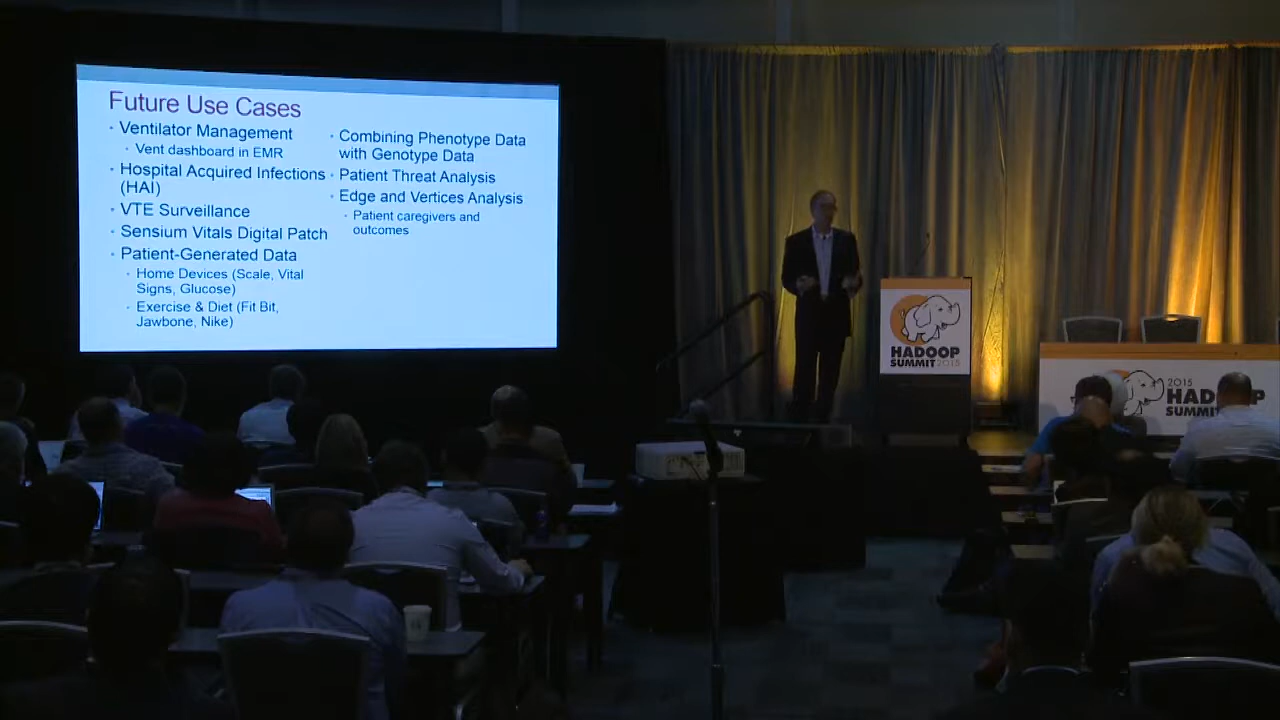 Future Use Cases
• Ventilator Management
• Vent dashboard in EMR
• Hospital Acquired Infections
(HAI)
• VTE Surveillance
• Sensium Vitals Digital Patch
• Patient-Generated Data
• Home Devices (Scale, Vital
Signs, Glucose)
• Exercise & Diet (Fit Bit,
Jawbone, Nike)
• Combining Phenotype Data
with Genotype Data
• Patient Threat Analysis
• Edge and Vertices Analysis
• Patient caregivers and
outcomes
HADOOP
SUMMIT 2015
2015
HAD P
SUMMIT